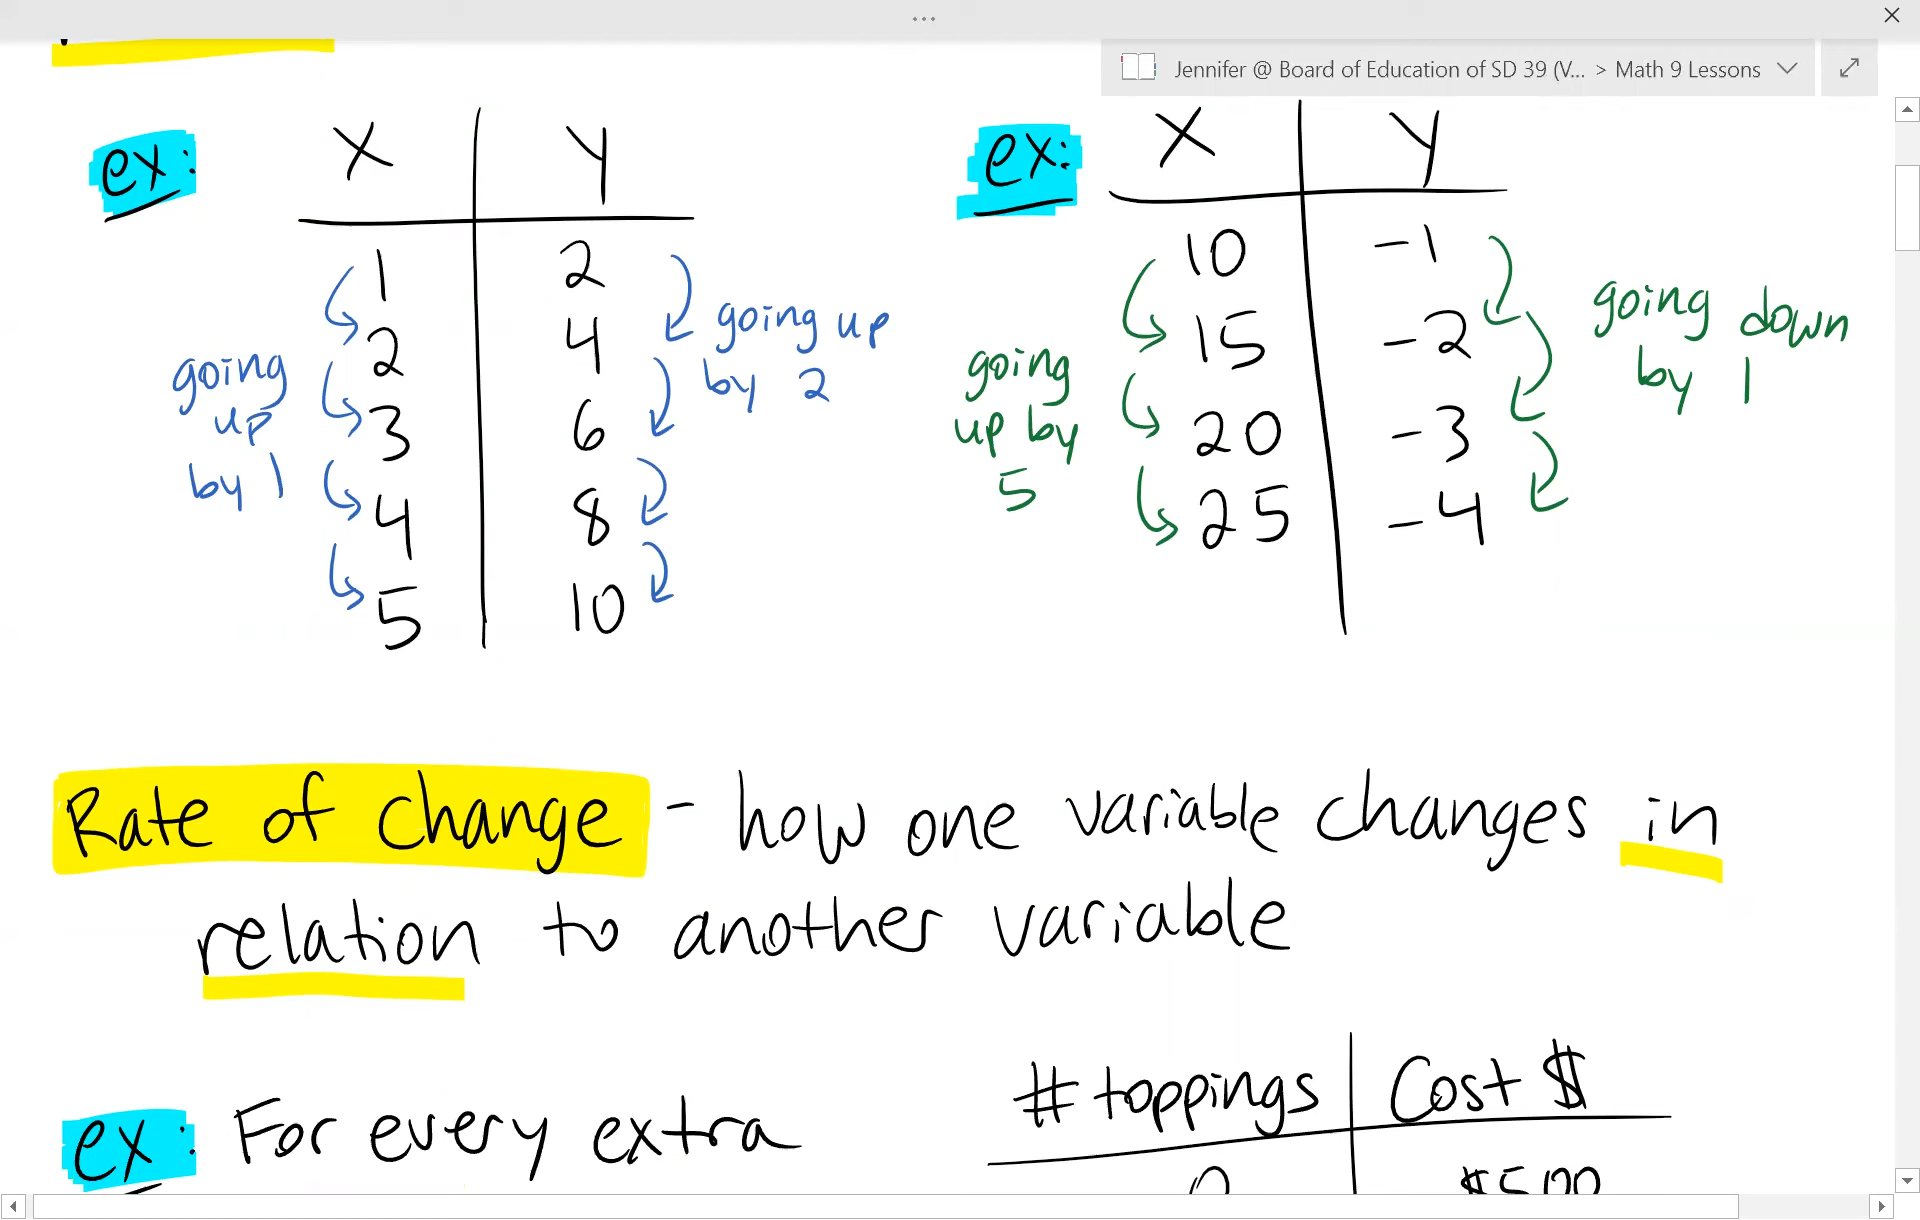 Jennifer @ Board of Education of SD 39 (V... > Math 9 Lessons
ex:
X Y
1 2
2 4
3 6
4 8
5 10
going
up
by 1
going up
by 2
ex:
X Y
10 -1
15 -2
20 -3
25 -4
going
up by
5
going down
by 1
Rate of change - how one variable changes in
relation to another variable
ex: For every extra
# toppings Cost $
0 $5.00